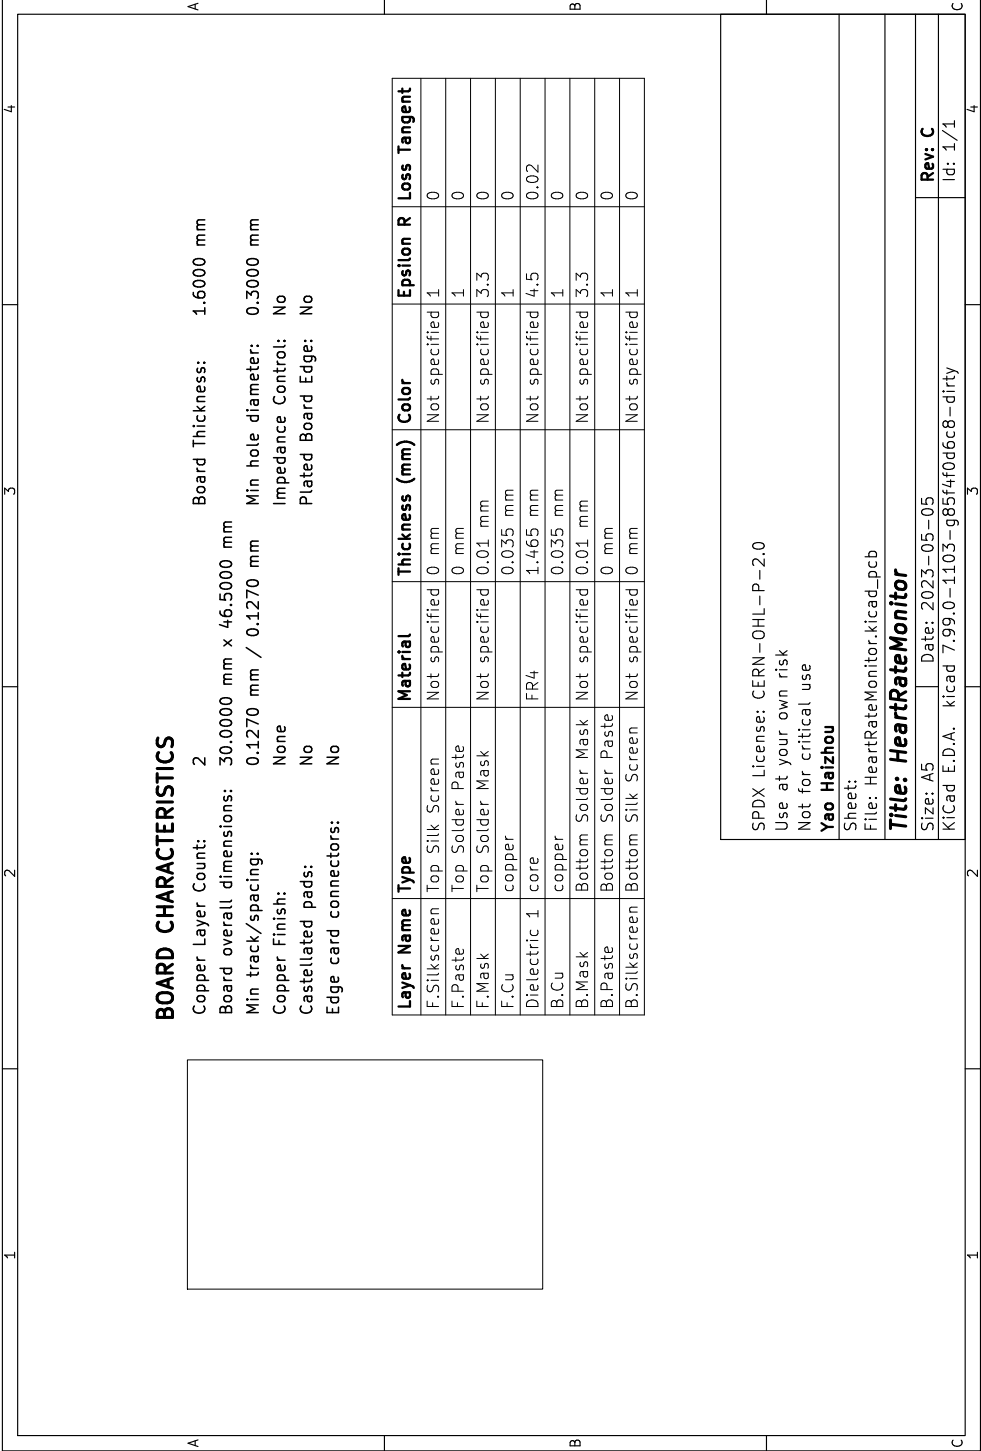 1 2 3 4
A A
BOARD CHARACTERISTICS
Copper Layer Count: 2 Board Thickness: 1.6000 mm
Board overall dimensions: 30.0000 mm x 46.5000 mm
Min track/spacing: 0.1270 mm / 0.1270 mm Min hole diameter: 0.3000 mm
Copper Finish: None Impedance Control: No
Castellated pads: No Plated Board Edge: No
Edge card connectors: No
Layer Name Type Material Thickness (mm) Color Epsilon R Loss Tangent
F.Silkscreen Top Silk Screen Not specified 0 mm Not specified 1 0
F.Paste Top Solder Paste 0 mm 1 0
F.Mask Top Solder Mask Not specified 0.01 mm Not specified 3.3 0
F.Cu copper 0.035 mm 1 0
Dielectric 1 core FR4 1.465 mm Not specified 4.5 0.02
B.Cu copper 0.035 mm 1 0
B.Mask Bottom Solder Mask Not specified 0.01 mm Not specified 3.3 0
B.Paste Bottom Solder Paste 0 mm 1 0
B.Silkscreen Bottom Silk Screen Not specified 0 mm Not specified 1 0
B B
SPDX License: CERN-OHL-P-2.0
Use at your own risk
Not for critical use
Yao Haizhou
Sheet:
File: HeartRateMonitor.kicad_pcb
Title: HeartRateMonitor
Size: A5 Date: 2023-05-05 Rev: C
KiCad E.D.A. kicad 7.99.0-1103-g85f4f0d6c8-dirty Id: 1/1
C C
1 2 3 4